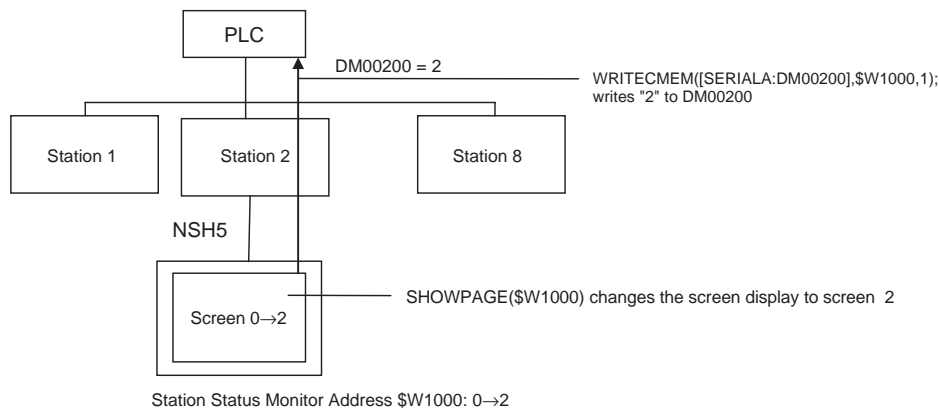 PLC
DM00200 = 2
WRITECMEM([SERIALA:DM00200],$W1000,1);
writes "2" to DM00200
Station 1
Station 2
Station 8
NSH5
SHOWPAGE($W1000) changes the screen display to screen 2
Screen 0→2
Station Status Monitor Address $W1000: 0→2